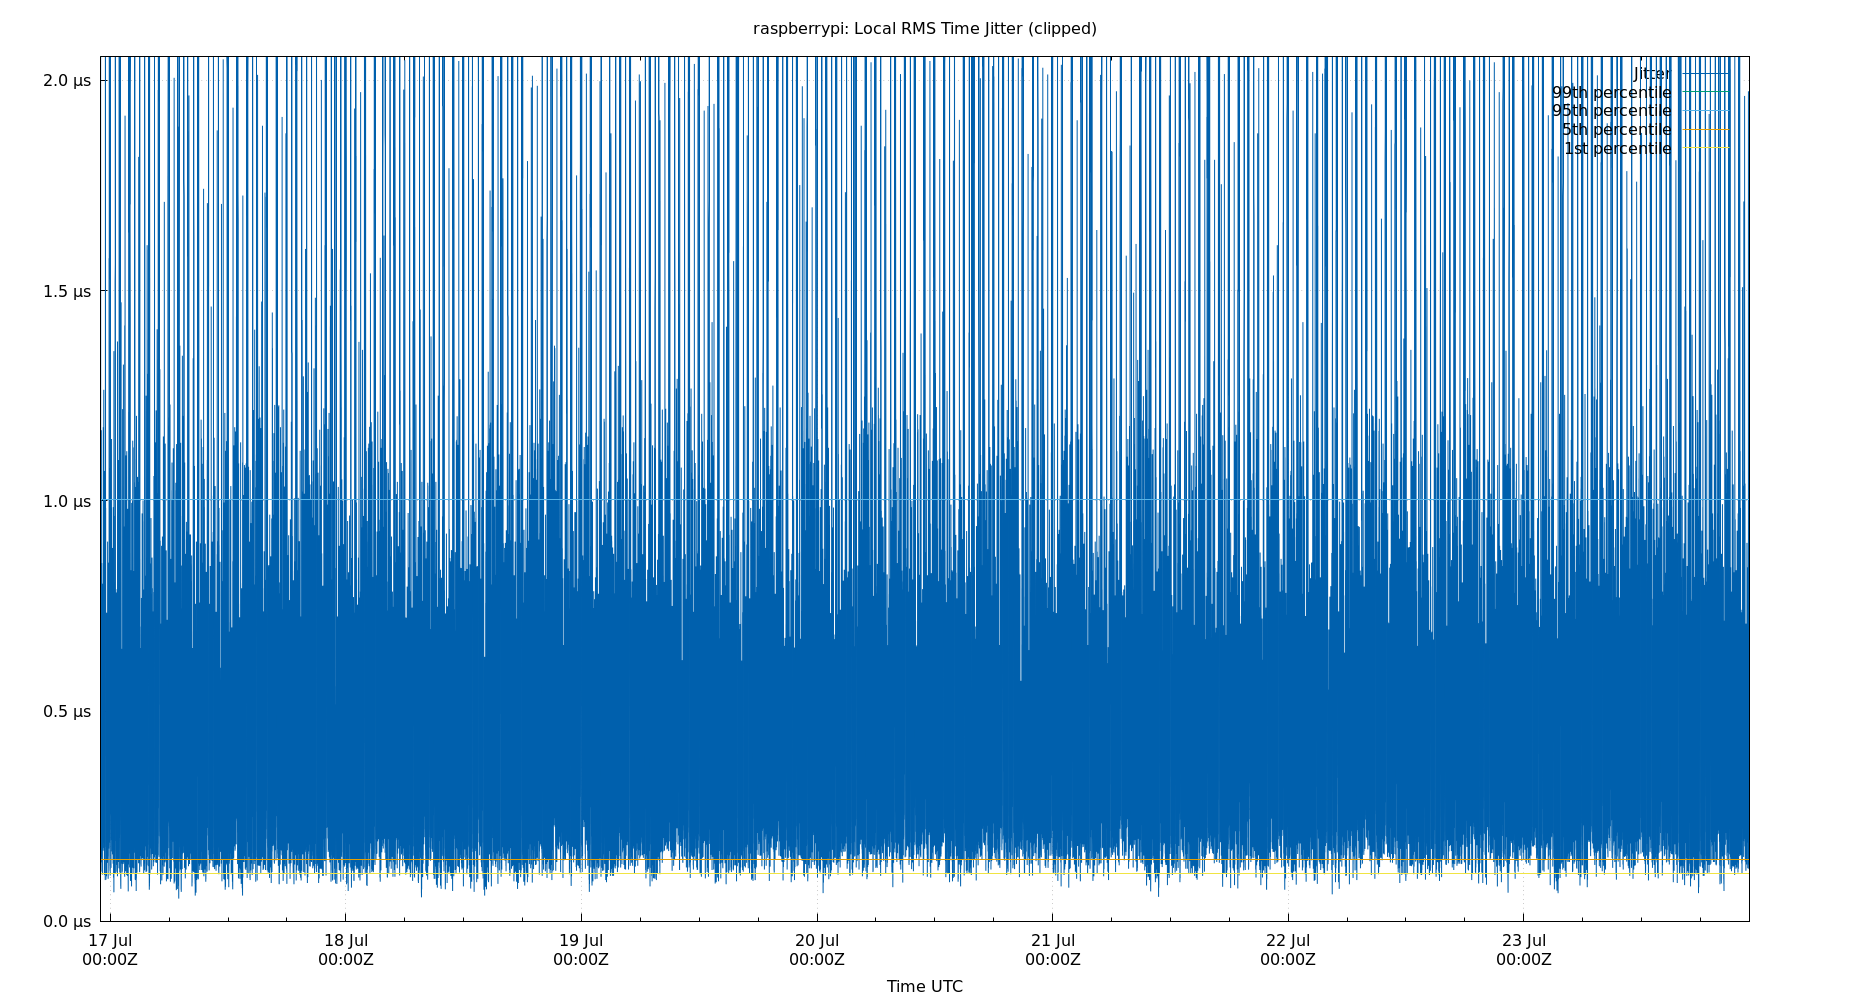 raspberrypi: Local RMS Time Jitter (clipped)
2.0 µs
1.5 µs
1.0 µs
0.5 µs
0.0 µs
Jitter
99th percentile
95th percentile
5th percentile
1st percentile
17 Jul 18 Jul 19 Jul 20 Jul 21 Jul 22 Jul 23 Jul
00:00Z 00:00Z 00:00Z 00:00Z 00:00Z 00:00Z 00:00Z
Time UTC